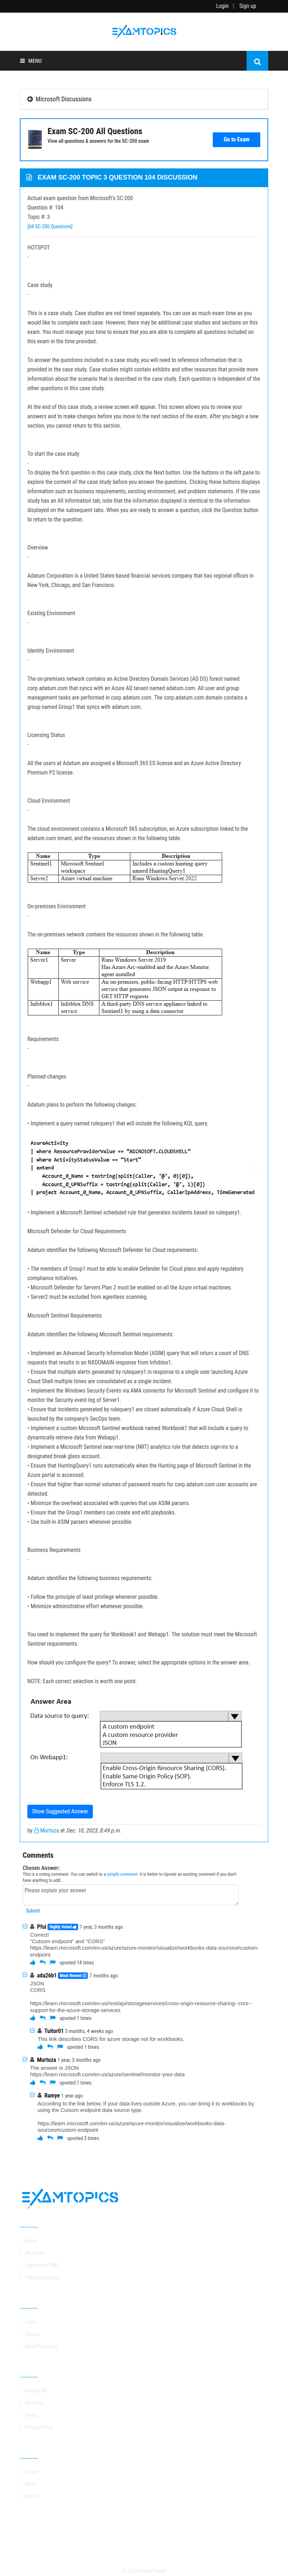 Login | Sign up
EXAMTOPICS
MENU
Microsoft Discussions
Exam SC-200 All Questions
View all questions & answers for the SC-200 exam
Go to Exam
EXAM SC-200 TOPIC 3 QUESTION 104 DISCUSSION
Actual exam question from Microsoft's SC-200
Question #: 104
Topic #: 3
[All SC-200 Questions]
HOTSPOT
-
Case study
-
This is a case study. Case studies are not timed separately. You can use as much exam time as you
would like to complete each case. However, there may be additional case studies and sections on this
exam. You must manage your time to ensure that you are able to complete all questions included on
this exam in the time provided.
To answer the questions included in a case study, you will need to reference information that is
provided in the case study. Case studies might contain exhibits and other resources that provide more
information about the scenario that is described in the case study. Each question is independent of the
other questions in this case study.
At the end of this case study, a review screen will appear. This screen allows you to review your
answers and to make changes before you move to the next section of the exam. After you begin a new
section, you cannot return to this section.
To start the case study
-
To display the first question in this case study, click the Next button. Use the buttons in the left pane to
explore the content of the case study before you answer the questions. Clicking these buttons displays
information such as business requirements, existing environment, and problem statements. If the case
study has an All Information tab, note that the information displayed is identical to the information
displayed on the subsequent tabs. When you are ready to answer a question, click the Question button
to return to the question.
Overview
-
Adatum Corporation is a United States-based financial services company that has regional offices in
New York, Chicago, and San Francisco.
Existing Environment
-
Identity Environment
-
The on-premises network contains an Active Directory Domain Services (AD DS) forest named
corp.adatum.com that syncs with an Azure AD tenant named adatum.com. All user and group
management tasks are performed in corp.adatum.com. The corp.adatum.com domain contains a
group named Group1 that syncs with adatum.com.
Licensing Status
-
All the users at Adatum are assigned a Microsoft 365 ES license and an Azure Active Directory
Premium P2 license.
Cloud Environment
-
The cloud environment contains a Microsoft 365 subscription, an Azure subscription linked to the
adatum.com tenant, and the resources shown in the following table.
Name Type Description
Sentinel1 Microsoft Sentinel workspace Includes a custom hunting query named HuntingQuery1
Server2 Azure virtual machine Runs Windows Server 2022
On-premises Environment
-
The on-premises network contains the resources shown in the following table.
Name Type Description
Server1 Server Runs Windows Server 2019
Has Azure Arc-enabled and the Azure Monitor agent installed
Webapp1 Web service An on-premises, public-facing HTTP/HTTPS web service that generates JSON output in response to GET HTTP requests
Infoblox1 Infoblox DNS service A third-party DNS service appliance linked to Sentinel1 by using a data connector
Requirements
-
Planned changes
-
Adatum plans to perform the following changes:
• Implement a query named rulequery1 that will include the following KQL query.
AzureActivity
| where ResourceProviderValue == "MICROSOFT.CLOUDSHELL"
| where ActivityStatusValue == "Start"
| extend
Account_0_Name = tostring(split(Caller, '@', 0)[0]),
Account_0_UPNSuffix = tostring(split(Caller, '@', 1)[0])
| project Account_0_Name, Account_0_UPNSuffix, CallerIpAddress, TimeGenerated
• Implement a Microsoft Sentinel scheduled rule that generates incidents based on rulequery1.
Microsoft Defender for Cloud Requirements
Adatum identifies the following Microsoft Defender for Cloud requirements:
• The members of Group1 must be able to enable Defender for Cloud plans and apply regulatory
compliance initiatives.
• Microsoft Defender for Servers Plan 2 must be enabled on all the Azure virtual machines.
• Server2 must be excluded from agentless scanning.
Microsoft Sentinel Requirements
Adatum identifies the following Microsoft Sentinel requirements:
• Implement an Advanced Security Information Model (ASIM) query that will return a count of DNS
requests that results in an NXDOMAIN response from Infoblox1.
• Ensure that multiple alerts generated by rulequery1 in response to a single user launching Azure
Cloud Shell multiple times are consolidated as a single incident.
• Implement the Windows Security Events via AMA connector for Microsoft Sentinel and configure it to
monitor the Security event log of Server1.
• Ensure that incidents generated by rulequery1 are closed automatically if Azure Cloud Shell is
launched by the company's SecOps team.
• Implement a custom Microsoft Sentinel workbook named Workbook1 that will include a query to
dynamically retrieve data from Webapp1.
• Implement a Microsoft Sentinel near-real-time (NRT) analytics rule that detects sign-ins to a
designated break glass account.
• Ensure that HuntingQuery1 runs automatically when the Hunting page of Microsoft Sentinel in the
Azure portal is accessed.
• Ensure that higher than normal volumes of password resets for corp.adatum.com user accounts are
detected.
• Minimize the overhead associated with queries that use ASIM parsers.
• Ensure that the Group1 members can create and edit playbooks.
• Use built-in ASIM parsers whenever possible.
Business Requirements
-
Adatum identifies the following business requirements:
• Follow the principle of least privilege whenever possible.
• Minimize administrative effort whenever possible.
You need to implement the query for Workbook1 and Webapp1. The solution must meet the Microsoft
Sentinel requirements.
How should you configure the query? To answer, select the appropriate options in the answer area.
NOTE: Each correct selection is worth one point.
Answer Area
Data source to query:
A custom endpoint
A custom resource provider
JSON
On Webapp1:
Enable Cross-Origin Resource Sharing (CORS).
Enable Same Origin Policy (SOP).
Enforce TLS 1.2.
Show Suggested Answer
by Murtuza at Dec. 10, 2023, 8:49 p.m.
Comments
Chosen Answer:
This is a voting comment. You can switch to a simple comment. It is better to Upvote an existing comment if you don't
have anything to add.
Please explain your answer
Submit
Pful Highly Voted 1 year, 3 months ago
Correct!
"Cutsom endpoint" and "CORS"
https://learn.microsoft.com/en-us/azure/azure-monitor/visualize/workbooks-data-sources#custom-
endpoint
upvoted 14 times
ada26b1 Most Recent 7 months ago
JSON
CORS
https://learn.microsoft.com/en-us/rest/api/storageservices/cross-origin-resource-sharing--cors--
support-for-the-azure-storage-services
upvoted 1 times
Tuitor01 3 months, 4 weeks ago
This link describes CORS for azure storage not for workbooks.
upvoted 1 times
Murtuza 1 year, 3 months ago
The answer is JSON
https://learn.microsoft.com/en-us/azure/sentinel/monitor-your-data
upvoted 1 times
Ramye 1 year ago
According to the link below, If your data lives outside Azure, you can bring it to workbooks by
using the Cutsom endpoint data source type.
https://learn.microsoft.com/en-us/azure/azure-monitor/visualize/workbooks-data-
sources#custom-endpoint
upvoted 5 times
EXAMTOPICS